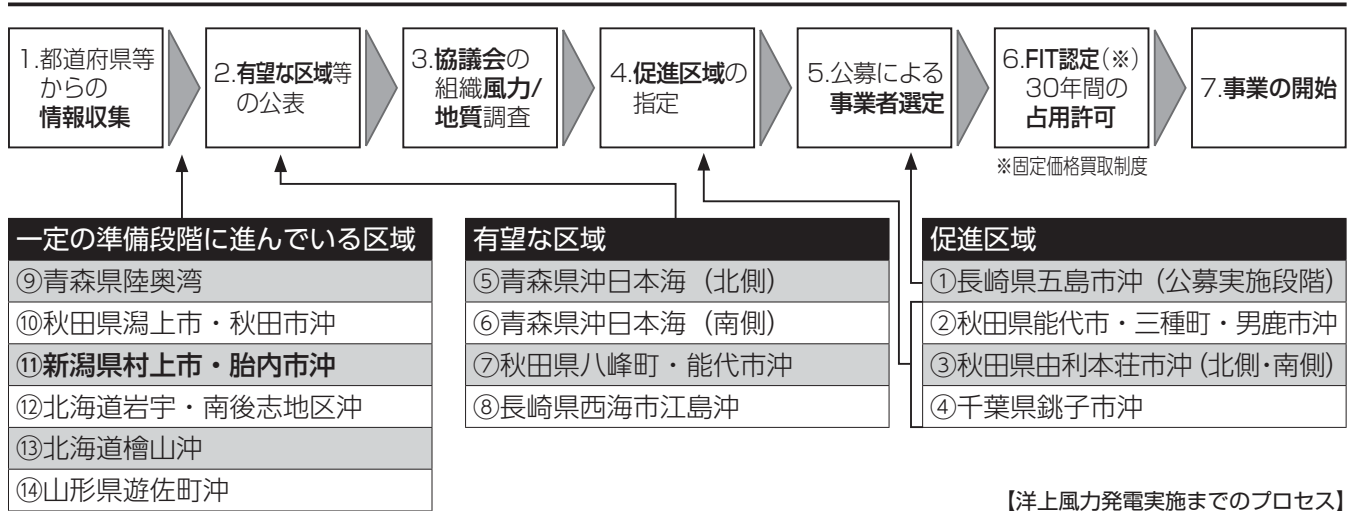 1.都道府県等
からの
情報収集
2.有望な区域等
の公表
3.協議会の
組織風力/
地質調査
4.促進区域の
指定
5.公募による
事業者選定
6.FIT認定(※)
30年間の
占用許可
7.事業の開始
※固定価格買取制度
一定の準備段階に進んでいる区域
⑨青森県陸奥湾
⑩秋田県潟上市・秋田市沖
⑪新潟県村上市・胎内市沖
⑫北海道岩宇・南後志地区沖
⑬北海道檜山沖
⑭山形県遊佐町沖
有望な区域
⑤青森県沖日本海（北側）
⑥青森県沖日本海（南側）
⑦秋田県八峰町・能代市沖
⑧長崎県西海市江島沖
促進区域
①長崎県五島市沖（公募実施段階）
②秋田県能代市・三種町・男鹿市沖
③秋田県由利本荘市沖(北側・南側)
④千葉県銚子市沖
【洋上風力発電実施までのプロセス】